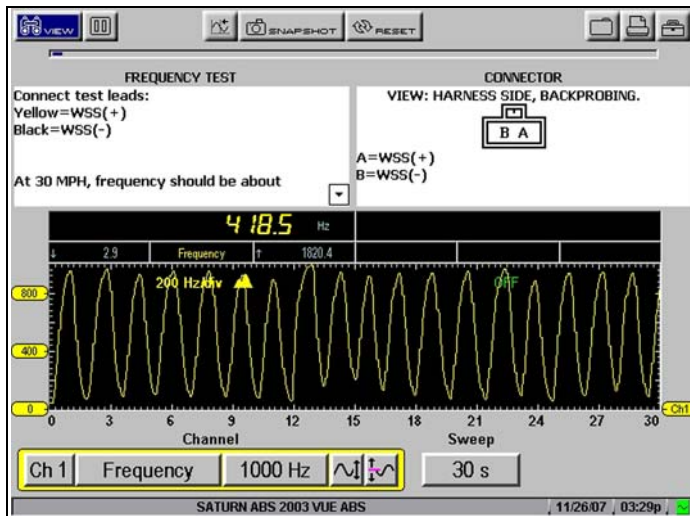 VIEW
SNAPSHOT
RESET
FREQUENCY TEST
Connect test leads:
Yellow=WSS(+)
Black=WSS(-)
At 30 MPH, frequency should be about
CONNECTOR
VIEW: HARNESS SIDE, BACKPROBING.
B A
A=WSS(+)
B=WSS(-)
418.5 Hz
↓ 2.9 Frequency ↑ 1820.4
200 Hz/div
OFF
800
400
0
Ch1
0 3 6 9 12 15 18 21 24 27 30
Channel
Sweep
Ch 1 Frequency 1000 Hz 30 s
SATURN ABS 2003 VUE ABS 11/26/07 03:29p